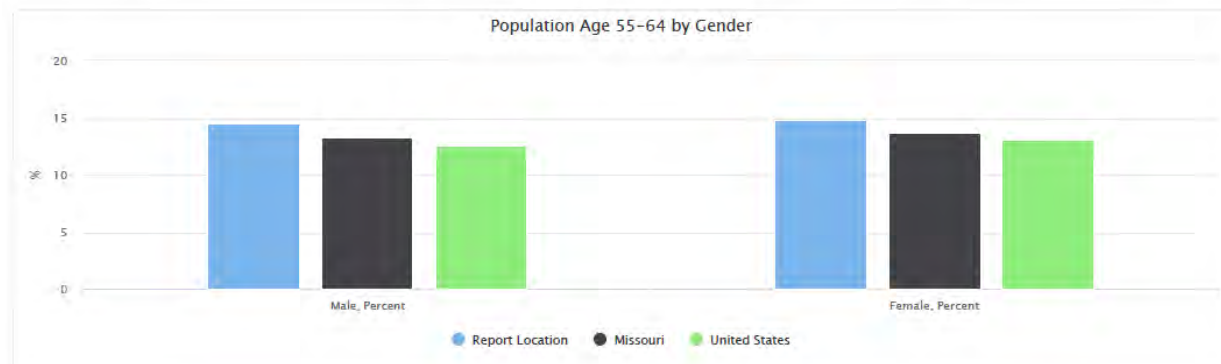 Population Age 55-64 by Gender
20
15
10
5
0
%
Male, Percent Female, Percent
Report Location Missouri United States